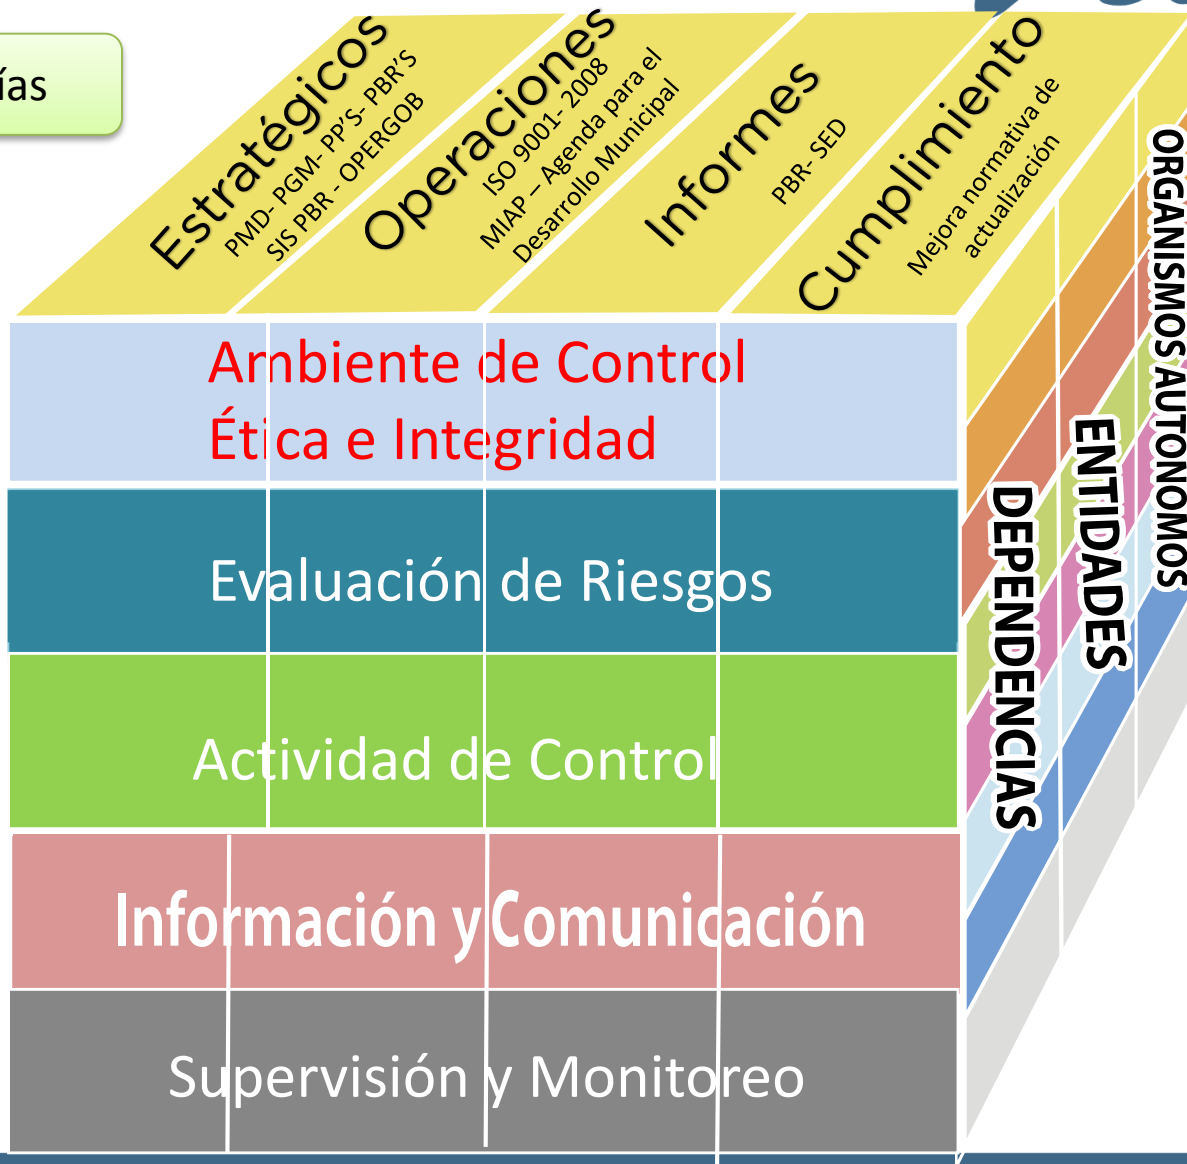 ías
Estratégicos
PMD- PGM- PP'S- PBR'S
SIS PBR - OPERGOB
Operaciones
ISO 9001- 2008
MIAP – Agenda para el
Desarrollo Municipal
Informes
PBR- SED
Cumplimiento
Mejora normativa de
actualización
Ambiente de Control
Ética e Integridad
Evaluación de Riesgos
Actividad de Control
Información y Comunicación
Supervisión y Monitoreo
DEPENDENCIAS
ENTIDADES
ORGANISMOS AUTONOMOS